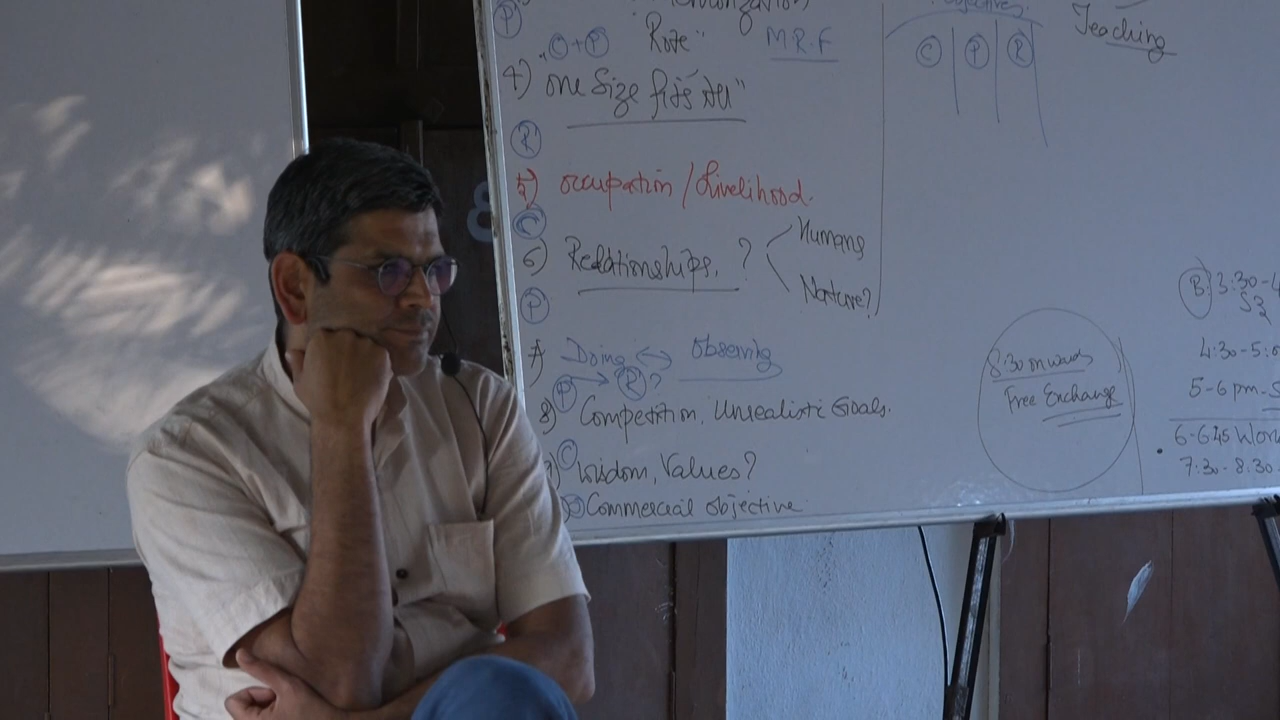 P
C+P Rote" M.R.F
4) "one Size fits All"
R
5) occupation / Livelihood.
C
6) Relationships. ? Humans
Nature?
P
Doing Observing
P R?
8) Competition, Unrealistic Goals.
C
Wisdom, Values?
Commercial objective
objectives
C P R
Teaching
8:30 onwards
Free Exchange
B 3:30-4
4:30-5:
5-6 pm.
6-6:45
7:30-8:30